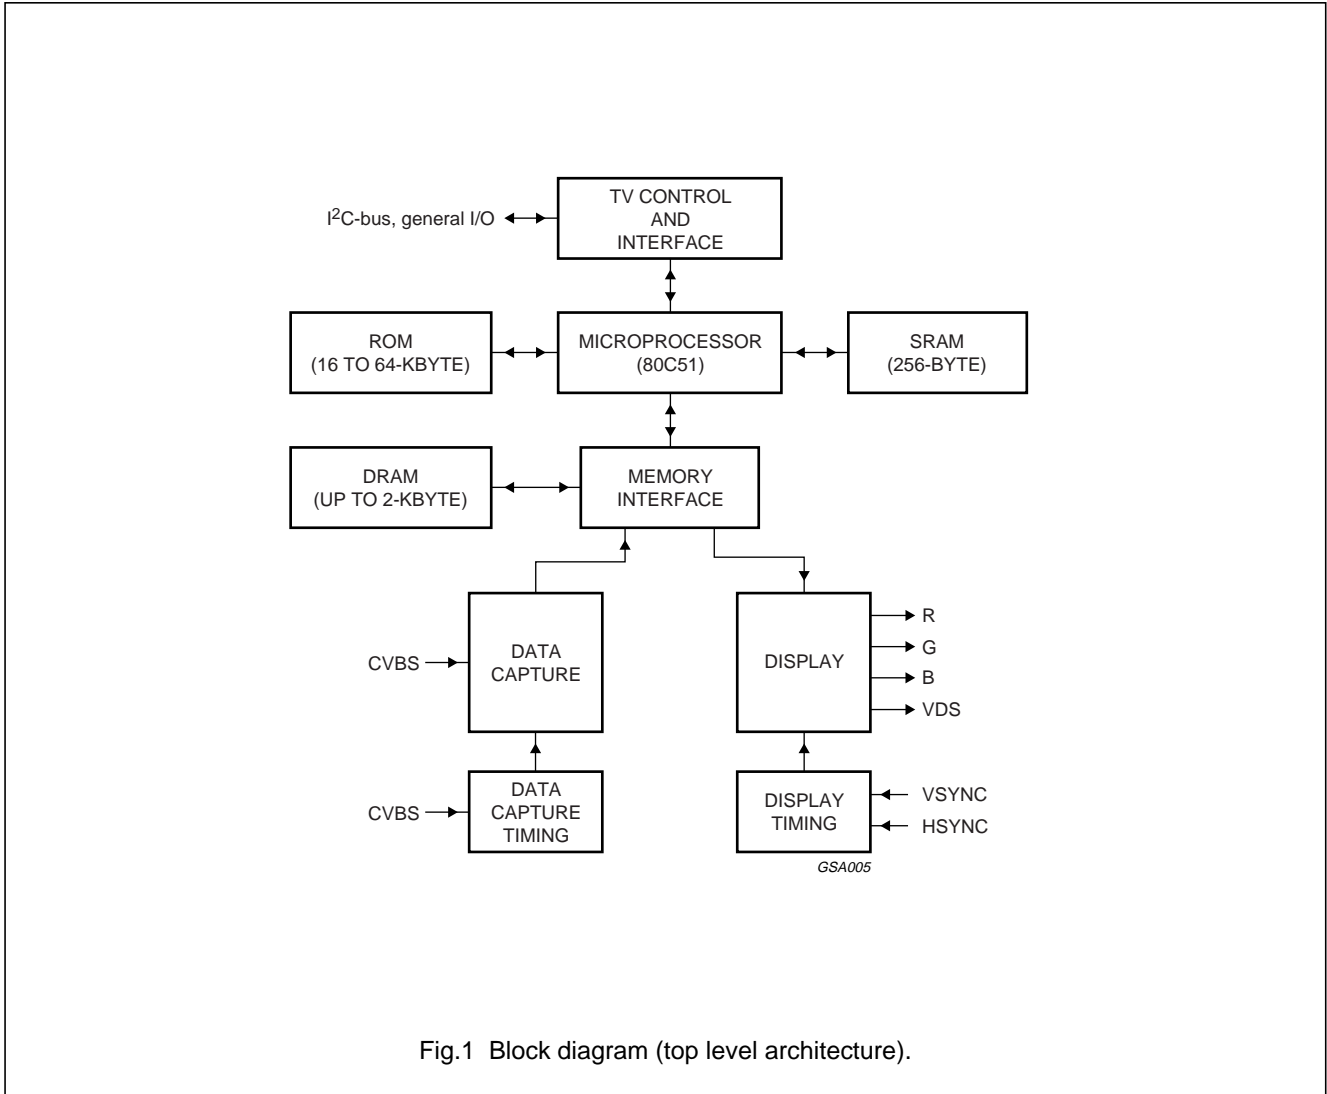 TV CONTROL
AND
INTERFACE
I²C-bus, general I/O
ROM
(16 TO 64-KBYTE)
MICROPROCESSOR
(80C51)
SRAM
(256-BYTE)
DRAM
(UP TO 2-KBYTE)
MEMORY
INTERFACE
CVBS
DATA
CAPTURE
DISPLAY
R
G
B
VDS
CVBS
DATA
CAPTURE
TIMING
DISPLAY
TIMING
VSYNC
HSYNC
GSA005
Fig.1 Block diagram (top level architecture).